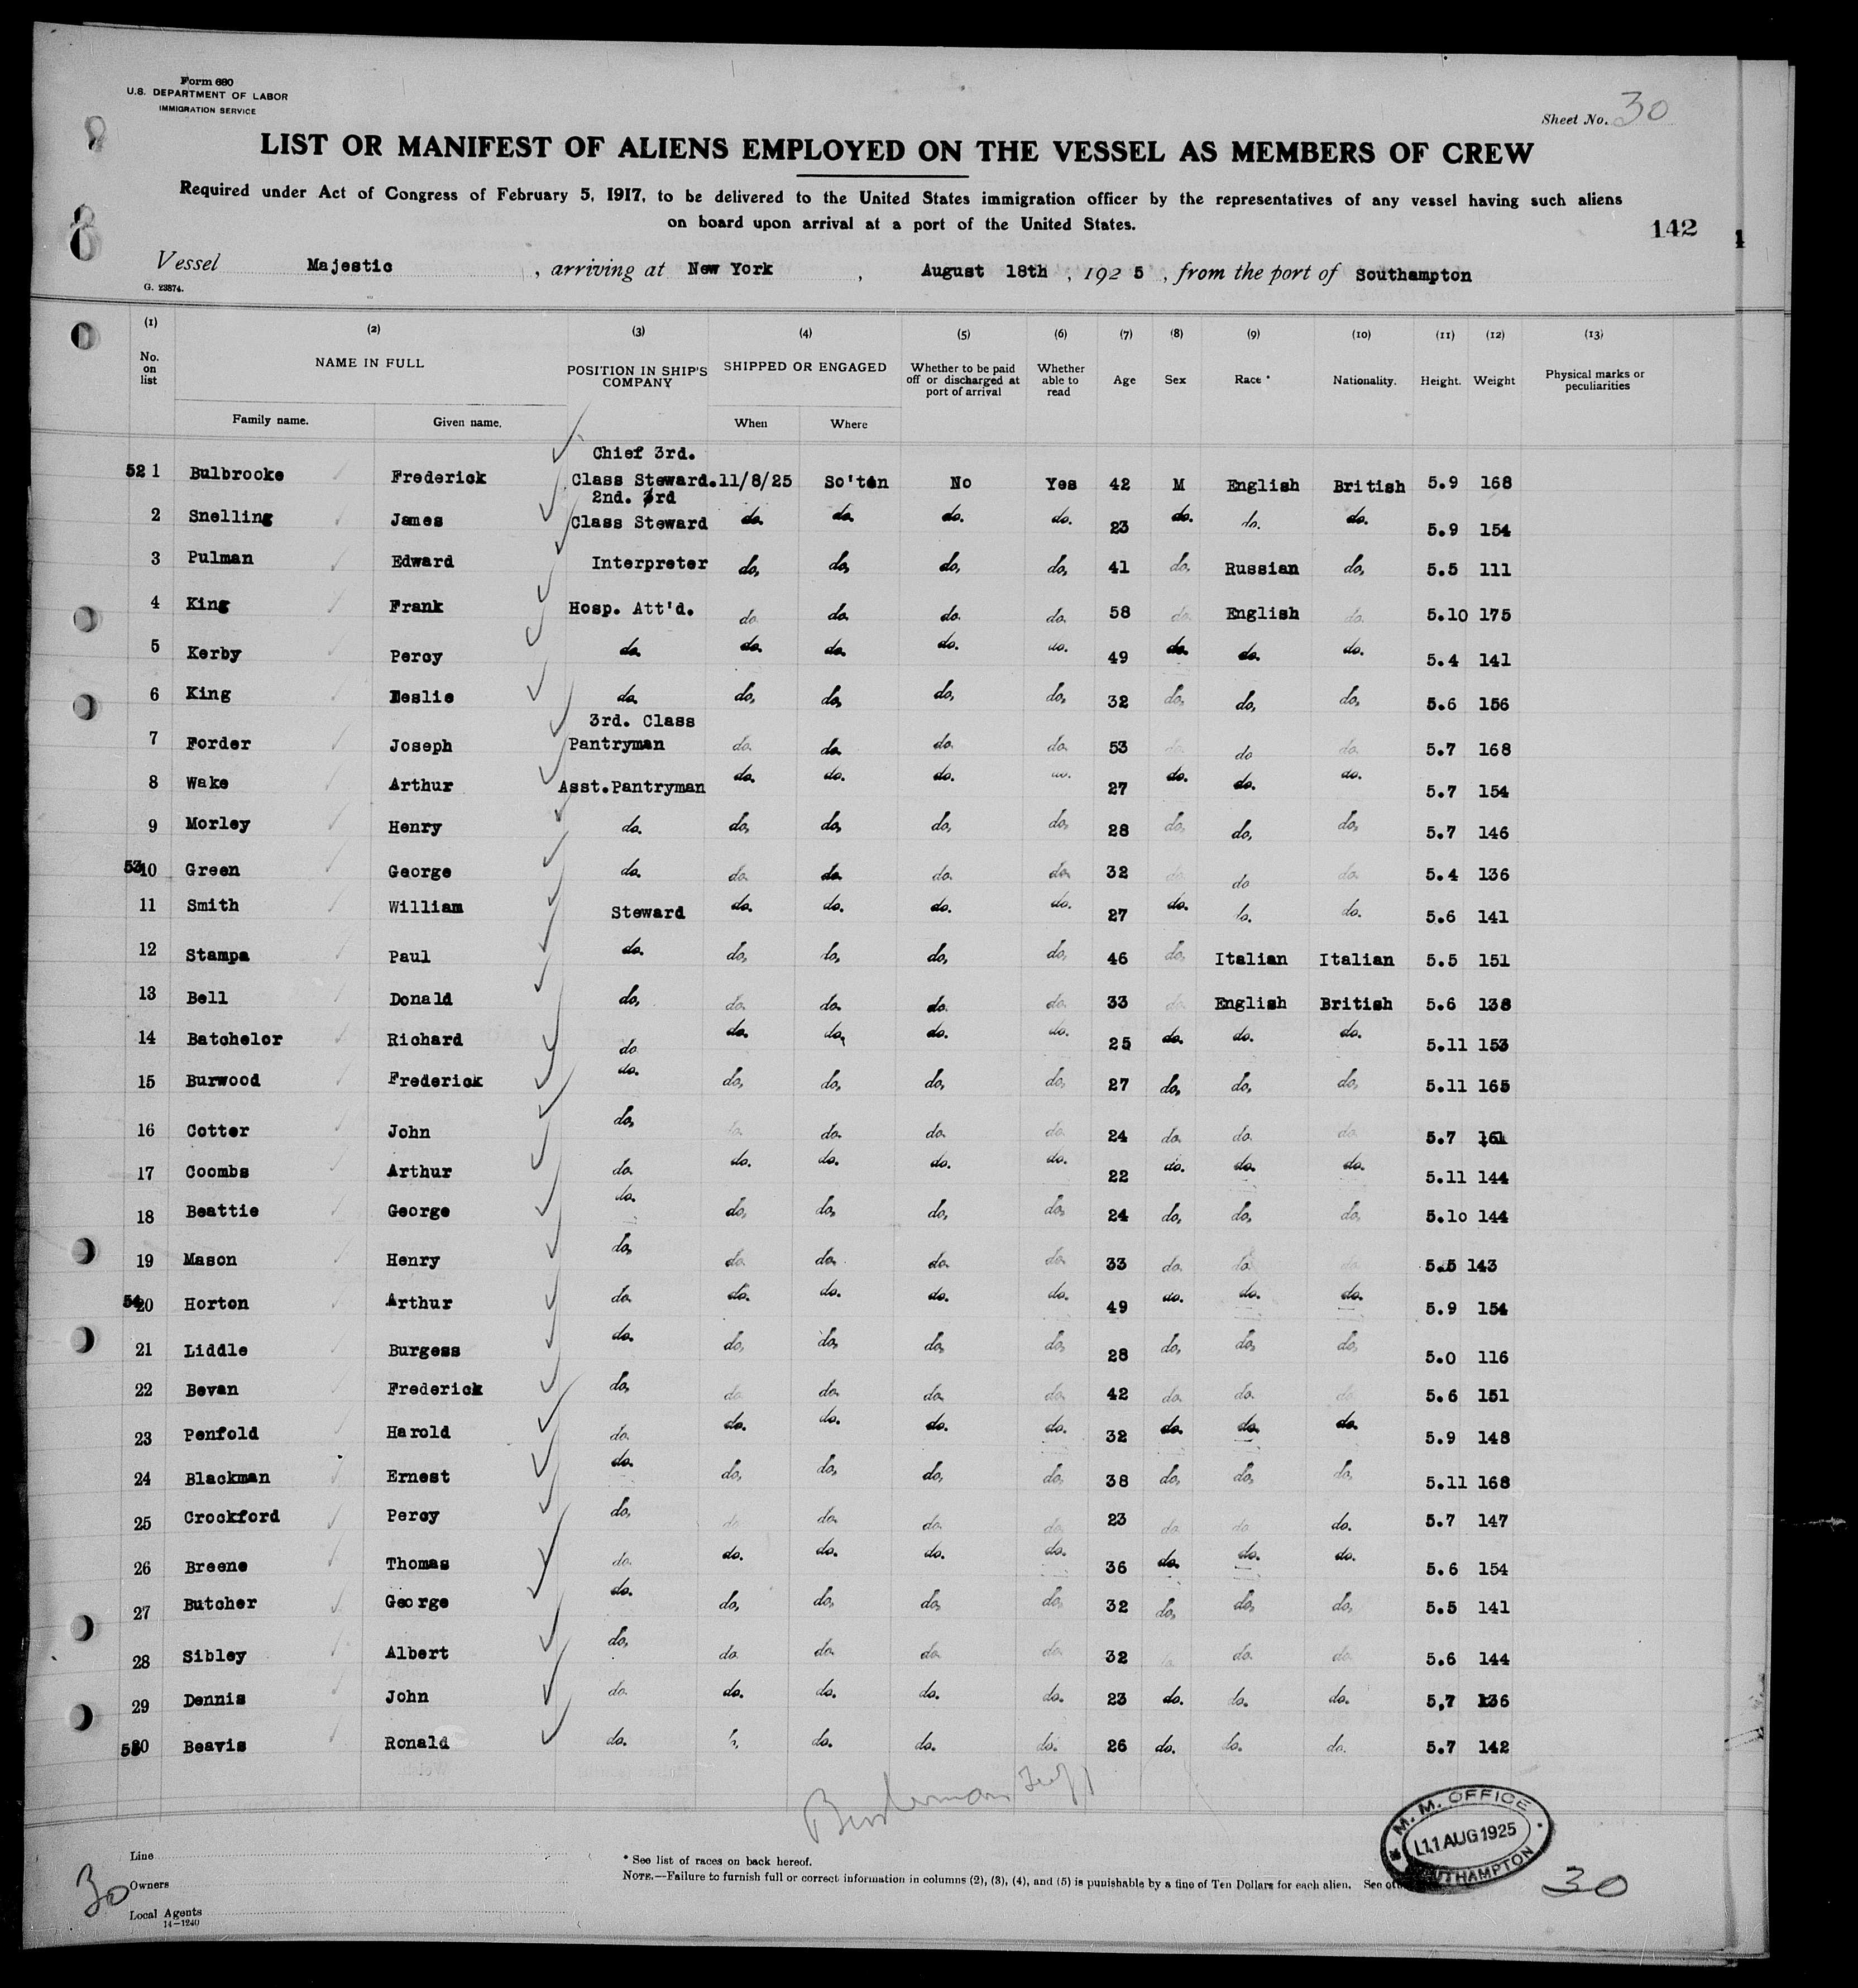 Form 680
U.S. DEPARTMENT OF LABOR
IMMIGRATION SERVICE
Sheet No. 30
LIST OR MANIFEST OF ALIENS EMPLOYED ON THE VESSEL AS MEMBERS OF CREW
Required under Act of Congress of February 5, 1917, to be delivered to the United States immigration officer by the representatives of any vessel having such aliens
on board upon arrival at a port of the United States.
142
Vessel Majestic , arriving at New York , August 18th , 192 5 , from the port of Southampton
G. 23874.
(1) (2) (3) (4) (5) (6) (7) (8) (9) (10) (11) (12) (13)
No. on list NAME IN FULL POSITION IN SHIP'S COMPANY SHIPPED OR ENGAGED Whether to be paid off or discharged at port of arrival Whether able to read Age Sex Race * Nationality. Height. Weight Physical marks or peculiarities
Family name. Given name. When Where
Chief 3rd.
52 1 Bulbrooke Frederick Class Steward. 11/8/25 So'ton No Yes 42 M English British 5.9 168
2nd. 3rd
2 Snelling James Class Steward do. do. do. do. 23 do. do. do. 5.9 154
3 Pulman Edward Interpreter do, do, do, do, 41 do, Russian do, 5.5 111
4 King Frank Hosp. Att'd. do. do. do. do. 58 do. English do. 5.10 175
5 Kerby Percy do. do. do. do. do. 49 do. do. do. 5.4 141
6 King Leslie do. do, do, do, do, 32 do, do, do, 5.6 156
3rd. Class
7 Forder Joseph Pantryman do. do. do. do. 53 do. do do. 5.7 168
8 Wake Arthur Asst.Pantryman do. do. do. do. 27 do. do. do. 5.7 154
9 Morley Henry do. do, do, do, do, 28 do, do, do, 5.7 146
53 10 Green George do. do. do. do. do. 32 do. do do. 5.4 136
11 Smith William Steward do. do. do. do. 27 do. do. do. 5.6 141
12 Stampa Paul do. do, do, do, do, 46 do, Italian Italian 5.5 151
13 Bell Donald do, do. do. do. do. 33 do. English British 5.6 138
14 Batchelor Richard do do. do, do. do. 25 do. do. do. 5.11 153
15 Burwood Frederick do. do, do, do, do, 27 do, do, do, 5.11 165
16 Cotter John do, do. do. do. do. 24 do. do. do. 5.7 161
17 Coombs Arthur do. do. do. do. do. 22 do. do. do. 5.11 144
18 Beattie George do. do, do, do, do, 24 do, do, do, 5.10 144
19 Mason Henry do, do. do. do. do. 33 do. do. do. 5.5 143
54 20 Horton Arthur do. do. do. do. do. 49 do. do. do. 5.9 154
21 Liddle Burgess do. do, do, do, do, 28 do, do, do, 5.0 116
22 Bevan Frederick do, do. do. do. do. 42 do. do. do. 5.6 151
23 Penfold Harold do. do. do. do. do. 32 do. do. do. 5.9 148
24 Blackman Ernest do. do, do, do, do, 38 do, do, do, 5.11 168
25 Crockford Percy do, do. do. do. do. 23 do. do. do. 5.7 147
26 Breene Thomas do. do. do. do. do. 36 do. do. do. 5.6 154
27 Butcher George do. do, do, do, do, 32 do, do, do, 5.5 141
28 Sibley Albert do, do. do. do. do. 32 do. do. do. 5.6 144
29 Dennis John do. do. do. do. do. 23 do. do. do. 5,7 136
55 30 Beavis Ronald do. do. do. do. 26 do. do. do. 5.7 142
M. M. OFFICE
11 AUG 1925
SOUTHAMPTON
Line
Owners
Local Agents
14—1240
30
* See list of races on back hereof.
NOTE.—Failure to furnish full or correct information in columns (2), (3), (4), and (5) is punishable by a fine of Ten Dollars for each alien. See
30